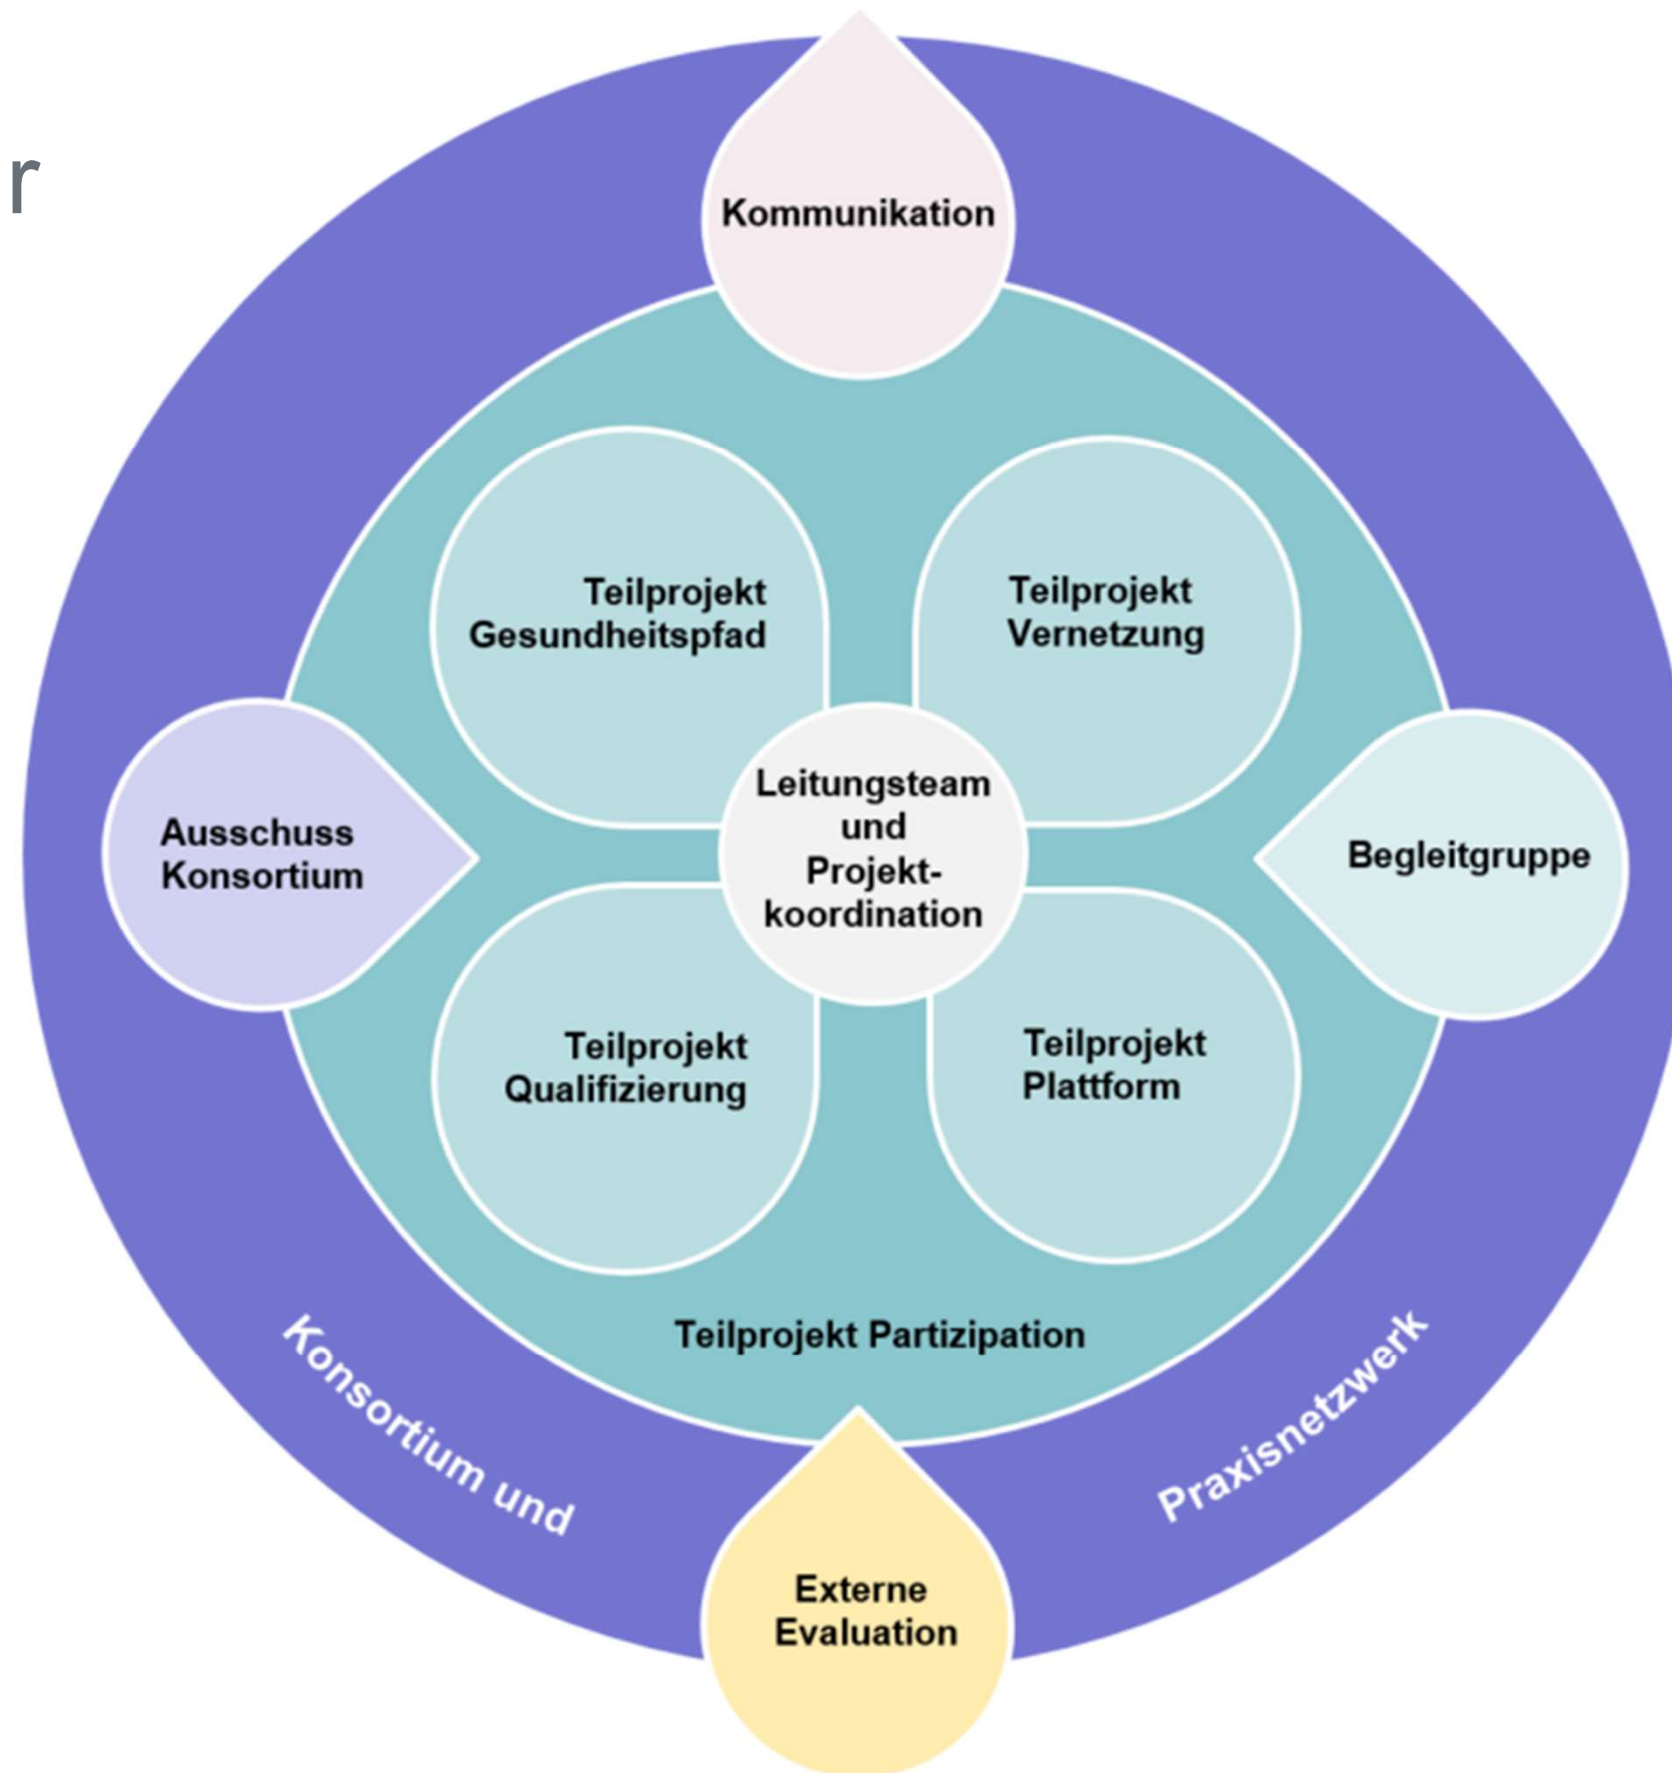 r
Kommunikation
Teilprojekt
Gesundheitspfad
Teilprojekt
Vernetzung
Leitungsteam
und
Projekt-
koordination
Ausschuss
Konsortium
Begleitgruppe
Teilprojekt
Qualifizierung
Teilprojekt
Plattform
Teilprojekt Partizipation
Konsortium und
Praxisnetzwerk
Externe
Evaluation